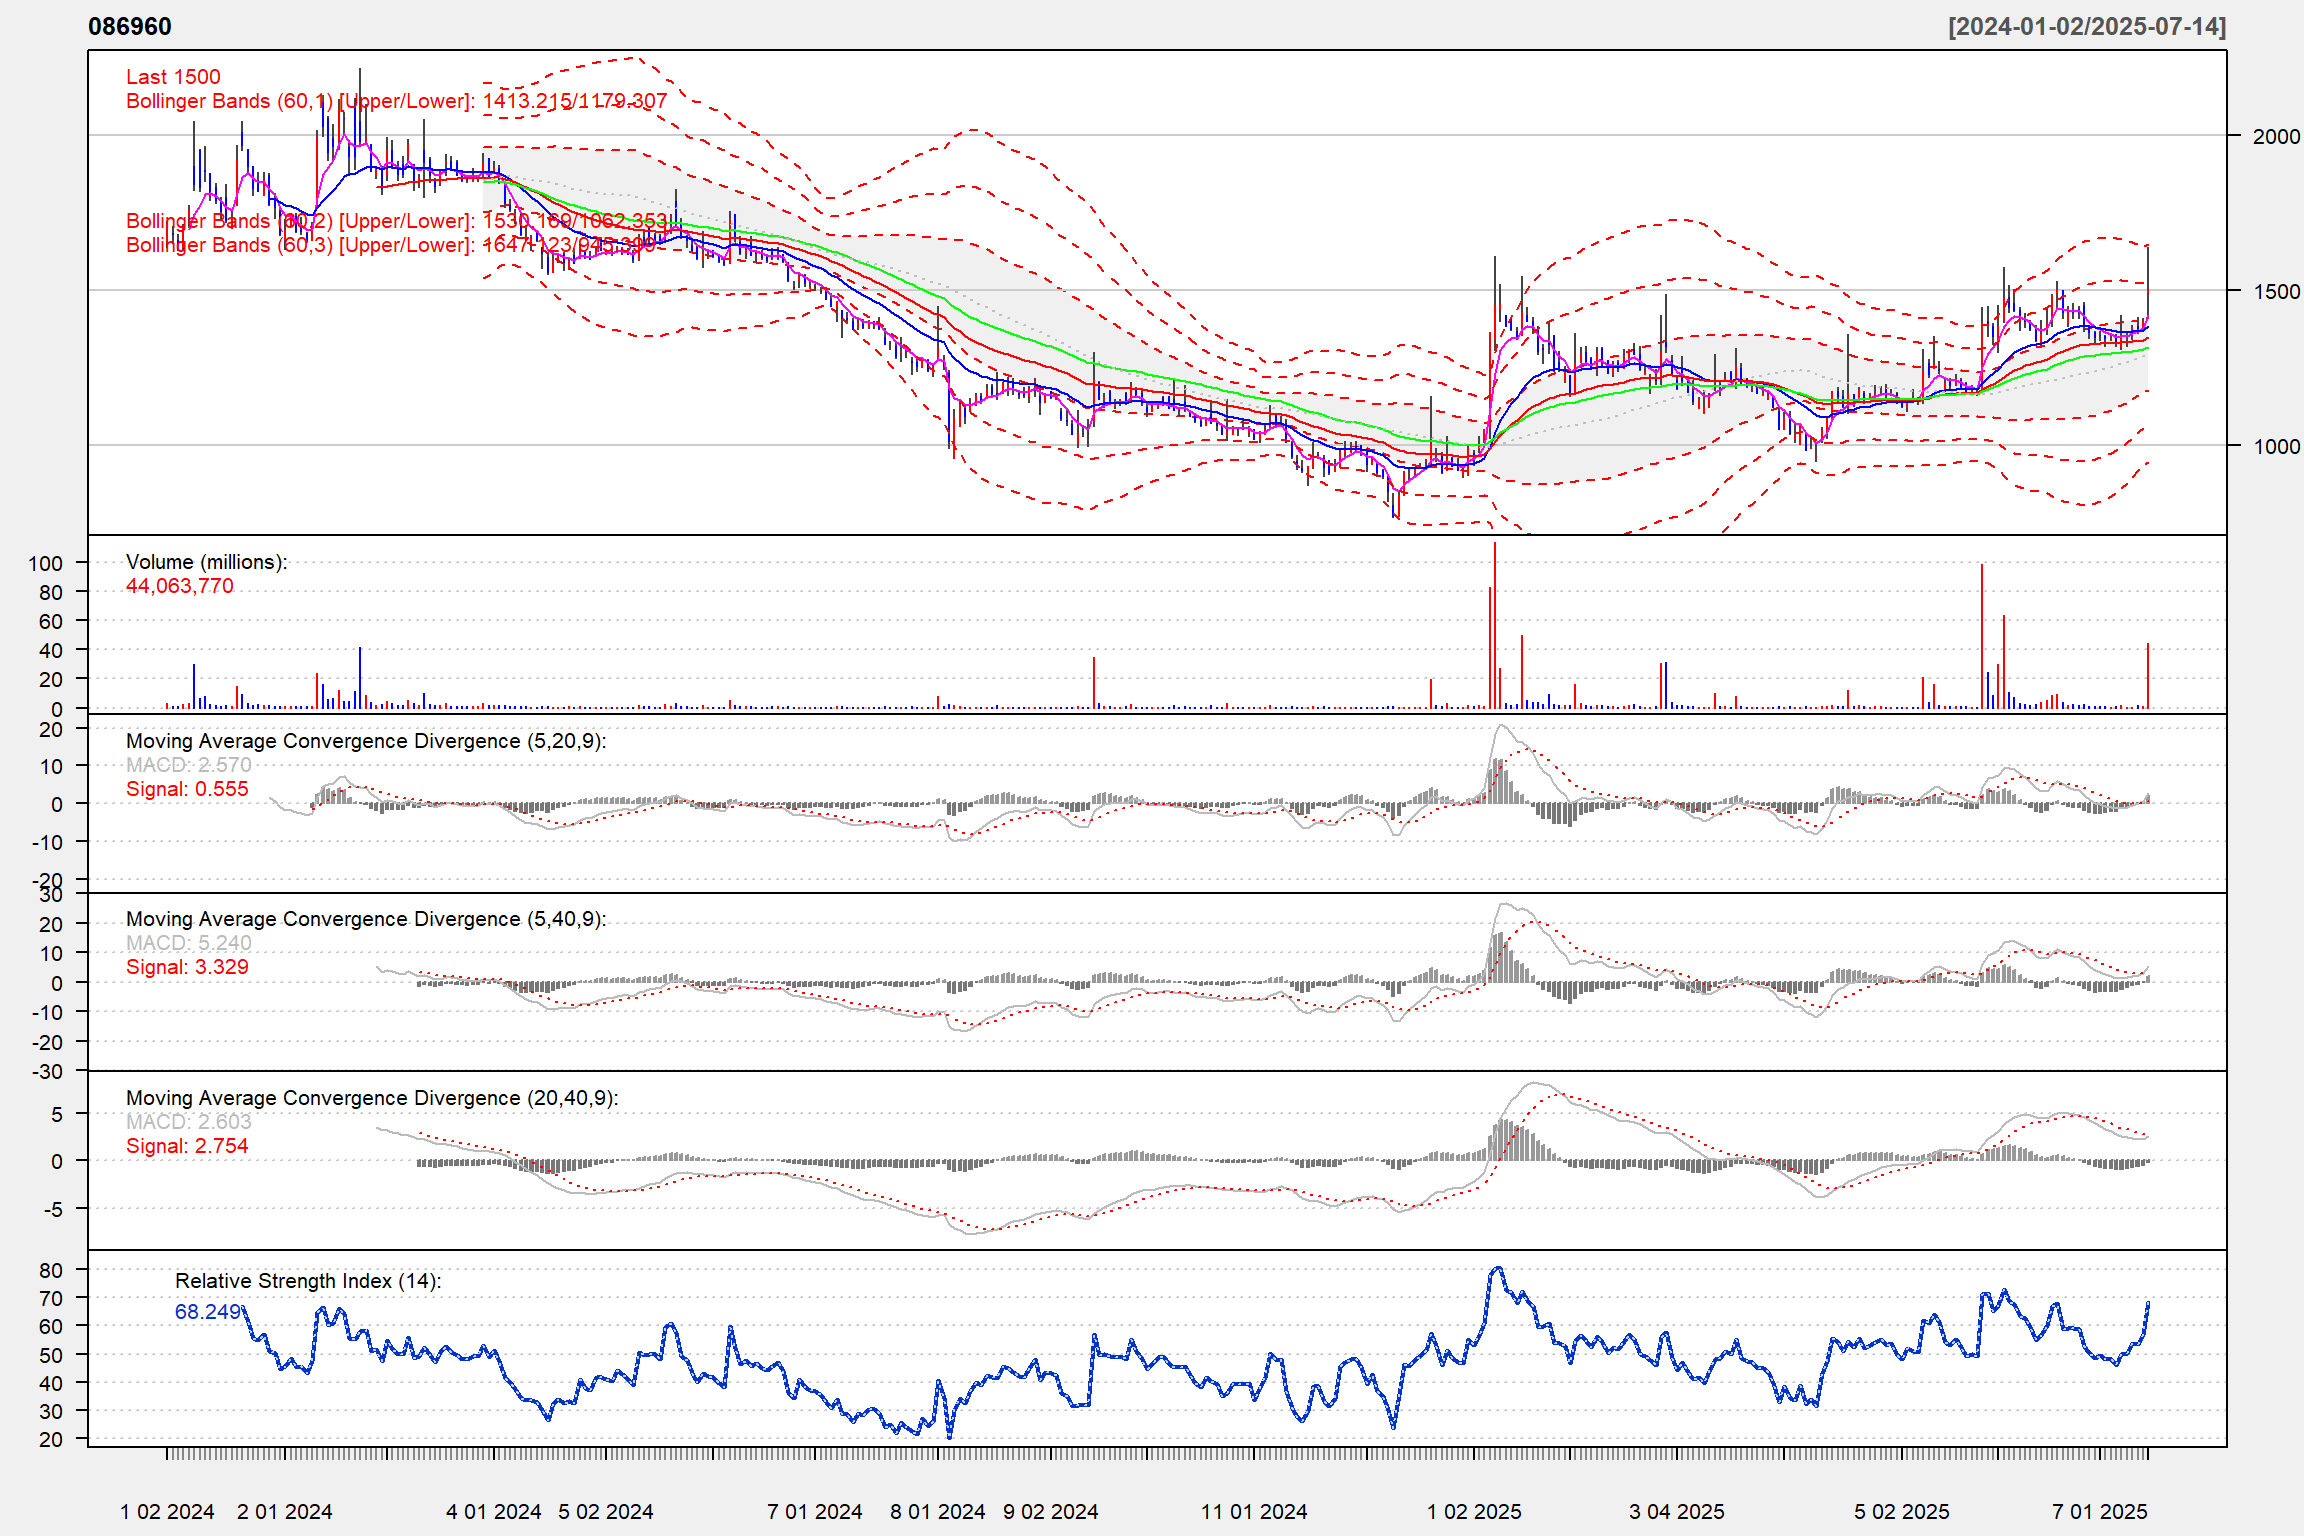 086960
[2024-01-02/2025-07-14]
Last 1500
Bollinger Bands (60,1) [Upper/Lower]: 1413.215/1179.307
Bollinger Bands (60,2) [Upper/Lower]: 1530.169/1062.353
Bollinger Bands (60,3) [Upper/Lower]: 1647.123/945.399
2000
1500
1000
Volume (millions):
44,063,770
100
80
60
40
20
0
Moving Average Convergence Divergence (5,20,9):
MACD: 2.570
Signal: 0.555
20
10
0
-10
-20
Moving Average Convergence Divergence (5,40,9):
MACD: 5.240
Signal: 3.329
30
20
10
0
-10
-20
-30
Moving Average Convergence Divergence (20,40,9):
MACD: 2.603
Signal: 2.754
5
0
-5
Relative Strength Index (14):
68.249
80
70
60
50
40
30
20
1 02 2024 2 01 2024 4 01 2024 5 02 2024 7 01 2024 8 01 2024 9 02 2024 11 01 2024 1 02 2025 3 04 2025 5 02 2025 7 01 2025